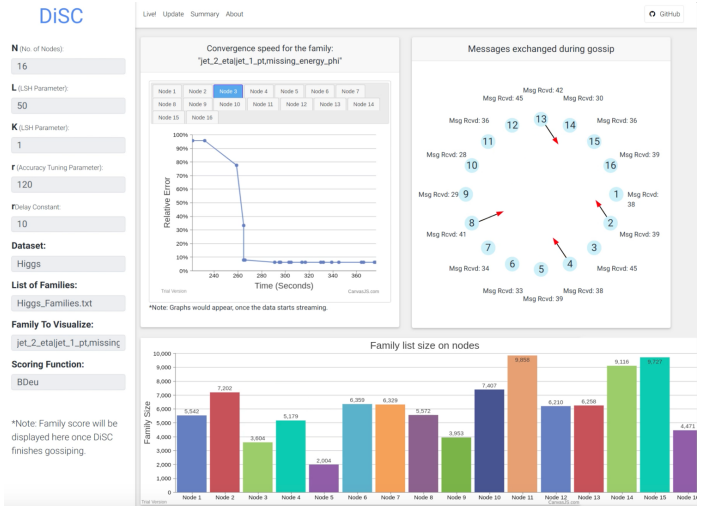 DiSC
N (No. of Nodes):
16
L (LSH Parameter):
50
K (LSH Parameter):
1
r (Accuracy Tuning Parameter):
120
rDelay Constant:
10
Dataset:
Higgs
List of Families:
Higgs_Families.txt
Family To Visualize:
jet_2_eta|jet_1_pt,missing
Scoring Function:
BDeu
*Note: Family score will be
displayed here once DiSC
finishes gossiping.
Live! Update Summary About
GitHub
Convergence speed for the family:
"jet_2_eta|jet_1_pt,missing_energy_phi"
Node 1 Node 2 Node 3 Node 4 Node 5 Node 6 Node 7
Node 8 Node 9 Node 10 Node 11 Node 12 Node 13 Node 14
Node 15 Node 16
Relative Error
100%
90%
80%
70%
60%
50%
40%
30%
20%
10%
0%
240 260 280 300 320 340 360
Time (Seconds)
Trial Version CanvasJS.com
*Note: Graphs would appear, once the data starts streaming.
Messages exchanged during gossip
Msg Rcvd: 42
Msg Rcvd: 45 Msg Rcvd: 30
Msg Rcvd: 36 12 13 14 Msg Rcvd: 36
11 15
Msg Rcvd: 28 Msg Rcvd: 39
10 16
Msg Rcvd: 29 9 1 Msg Rcvd: 38
8 2
Msg Rcvd: 41 Msg Rcvd: 39
7 3
Msg Rcvd: 34 6 5 4 Msg Rcvd: 45
Msg Rcvd: 33 Msg Rcvd: 38
Msg Rcvd: 39
Family list size on nodes
Family Size
10,000
9,000
8,000
7,000
6,000
5,000
4,000
3,000
2,000
1,000
0
5,542 7,202 3,604 5,179 2,004 6,359 6,329 5,572 3,953 7,407 9,858 6,210 6,258 9,116 9,727 4,471
Node 1 Node 2 Node 3 Node 4 Node 5 Node 6 Node 7 Node 8 Node 9 Node 10 Node 11 Node 12 Node 13 Node 14 Node 15 Node 16
Trial Version CanvasJS.com